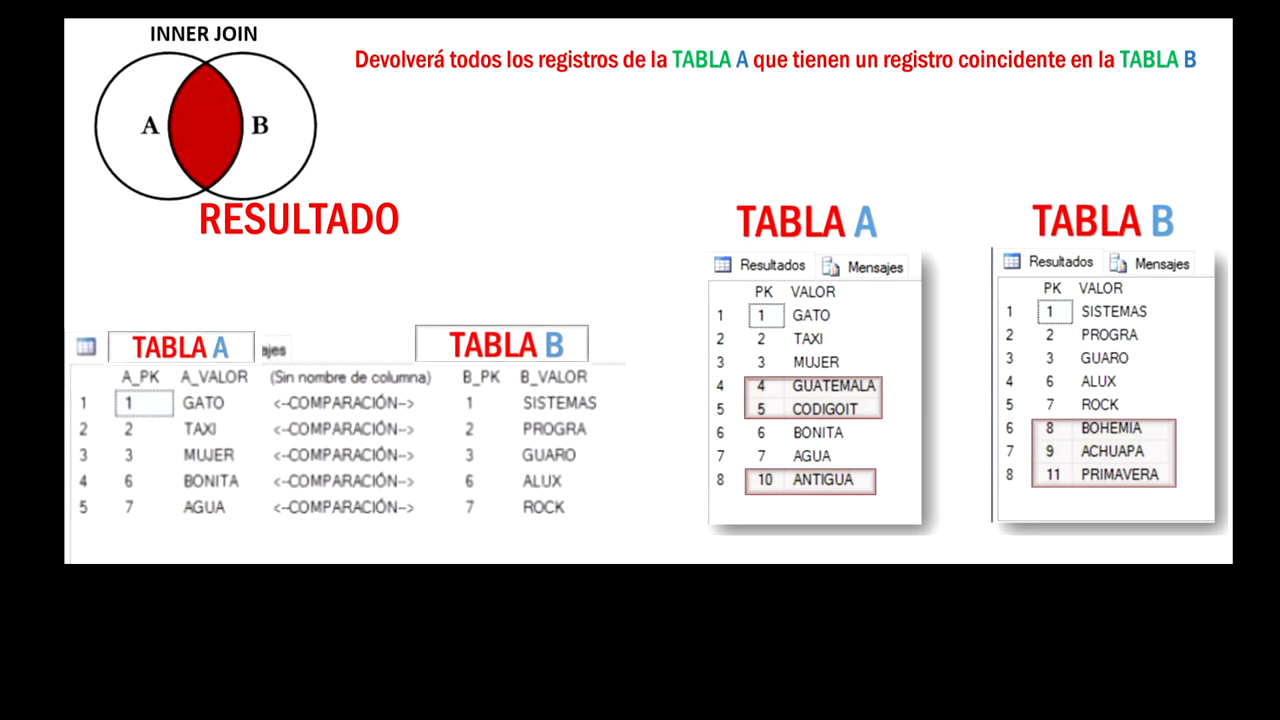 INNER JOIN
Devolverá todos los registros de la TABLA A que tienen un registro coincidente en la TABLA B
A B
RESULTADO
TABLA A TABLA B
ajes
A_PK A_VALOR (Sin nombre de columna) B_PK B_VALOR
1 1 GATO <--COMPARACIÓN--> 1 SISTEMAS
2 2 TAXI <--COMPARACIÓN--> 2 PROGRA
3 3 MUJER <--COMPARACIÓN--> 3 GUARO
4 6 BONITA <--COMPARACIÓN--> 6 ALUX
5 7 AGUA <--COMPARACIÓN--> 7 ROCK
TABLA A
Resultados Mensajes
PK VALOR
1 1 GATO
2 2 TAXI
3 3 MUJER
4 4 GUATEMALA
5 5 CODIGOIT
6 6 BONITA
7 7 AGUA
8 10 ANTIGUA
TABLA B
Resultados Mensajes
PK VALOR
1 1 SISTEMAS
2 2 PROGRA
3 3 GUARO
4 6 ALUX
5 7 ROCK
6 8 BOHEMIA
7 9 ACHUAPA
8 11 PRIMAVERA